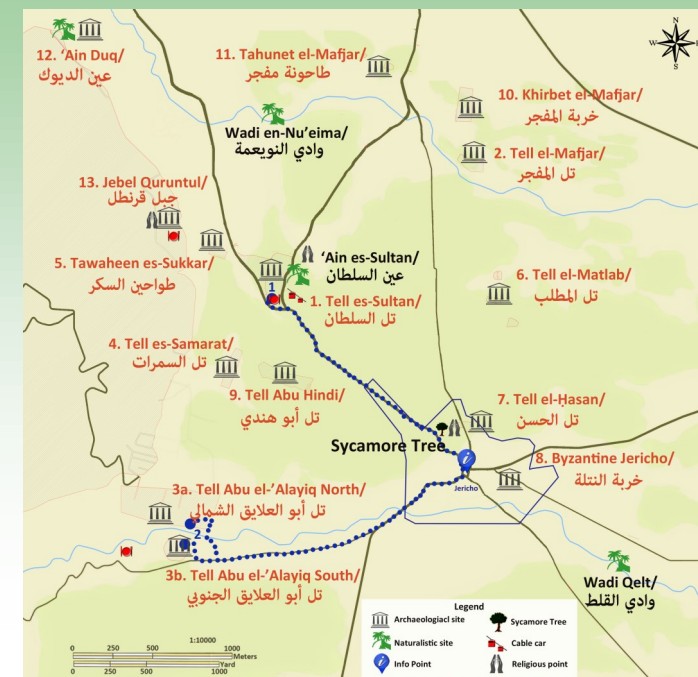 N
W
S
12. 'Ain Duq/
عين الديوك
11. Tahunet el-Mafjar/
طاحونة مفجر
10. Khirbet el-Mafjar/
خربة المفجر
Wadi en-Nu'eima/
وادي النويعمة
2. Tell el-Mafjar/
تل المفجر
13. Jebel Quruntul/
جبل قرنطل
'Ain es-Sultan/
عين السلطان
5. Tawaheen es-Sukkar/
طواحين السكر
6. Tell el-Matlab/
تل المطلب
1
1. Tell es-Sultan/
تل السلطان
4. Tell es-Samarat/
تل السمرات
9. Tell Abu Hindi/
تل أبو هندي
7. Tell el-Ḥasan/
تل الحسن
Sycamore Tree
8. Byzantine Jericho/
خربة النتلة
Jericho
3a. Tell Abu el-'Alayiq North/
تل أبو العلايق الشمالي
2
3b. Tell Abu el-'Alayiq South/
تل أبو العلايق الجنوبي
Wadi Qelt/
وادي القلط
Legend
Archaeologiacl site
Sycamore Tree
Naturalistic site
Cable car
Info Point
Religious point
1:10000
0 250 500 1000
Meters
Yard
0 250 500 1000